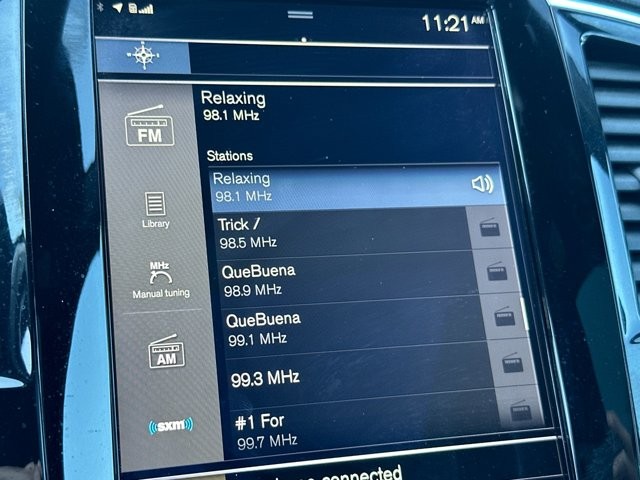 11:21 AM
Relaxing
98.1 MHz
FM
Stations
Relaxing
98.1 MHz
Library
Trick /
98.5 MHz
MHz
Manual tuning
QueBuena
98.9 MHz
QueBuena
99.1 MHz
AM
99.3 MHz
sxm
#1 For
99.7 MHz
connected